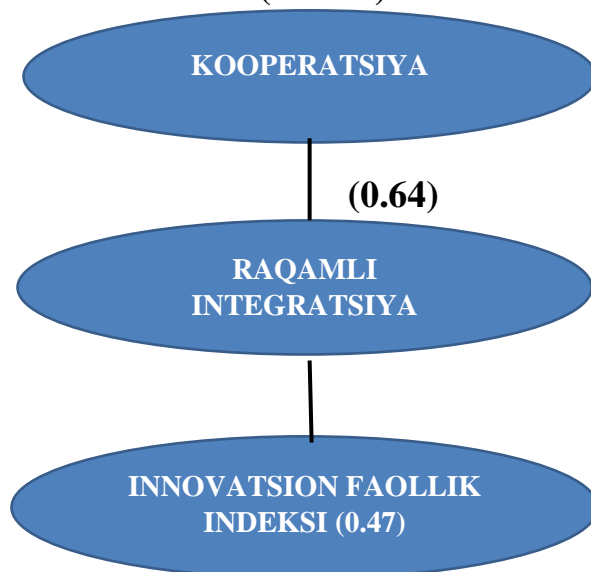 KOOPERATSIYA
(0.64)
RAQAMLI
INTEGRATSIYA
INNOVATSION FAOLLIK
INDEKSI (0.47)